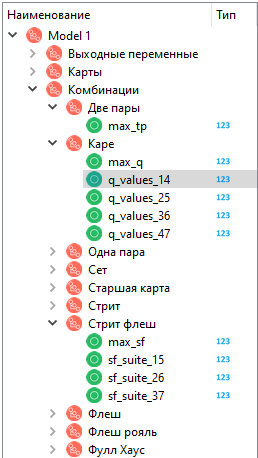 Наименование Тип
Model 1
Выходные переменные
Карты
Комбинации
Две пары
max_tp 123
Каре
max_q 123
q_values_14 123
q_values_25 123
q_values_36 123
q_values_47 123
Одна пара
Сет
Старшая карта
Стрит
Стрит флеш
max_sf 123
sf_suite_15 123
sf_suite_26 123
sf_suite_37 123
Флеш
Флеш рояль
Фулл Хаус